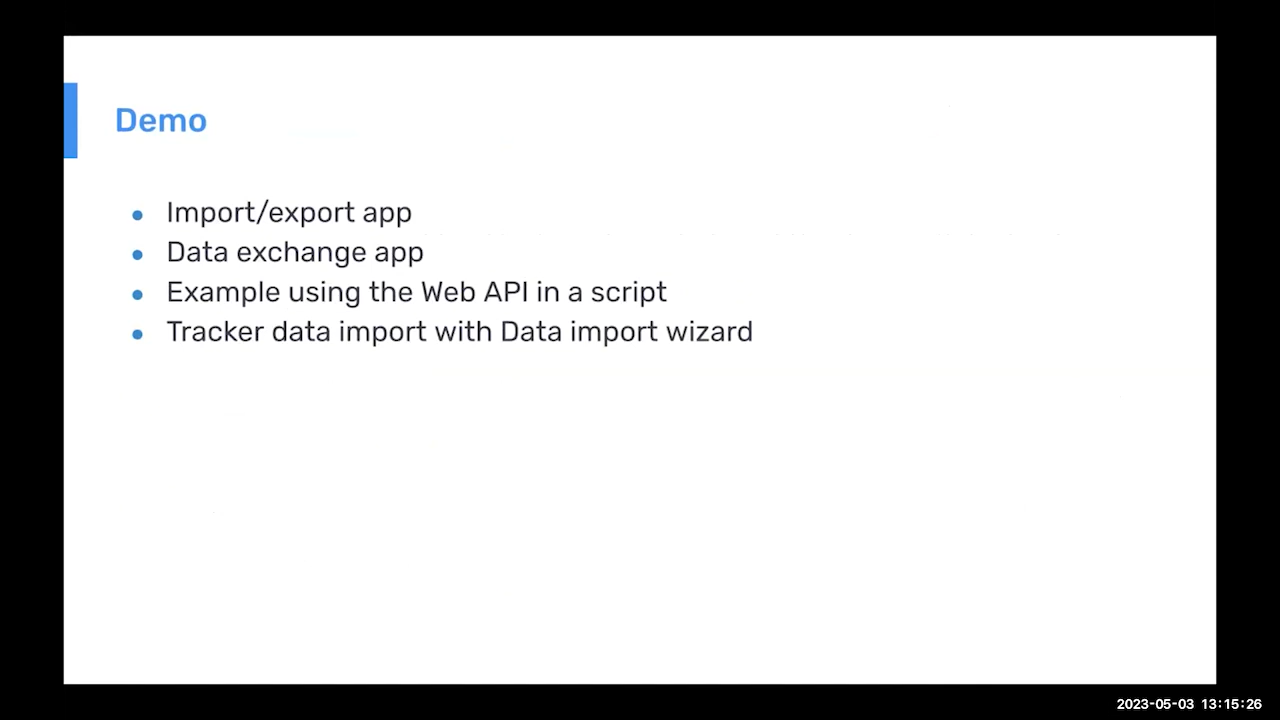 Demo
Import/export app
Data exchange app
Example using the Web API in a script
Tracker data import with Data import wizard
2023-05-03 13:15:26